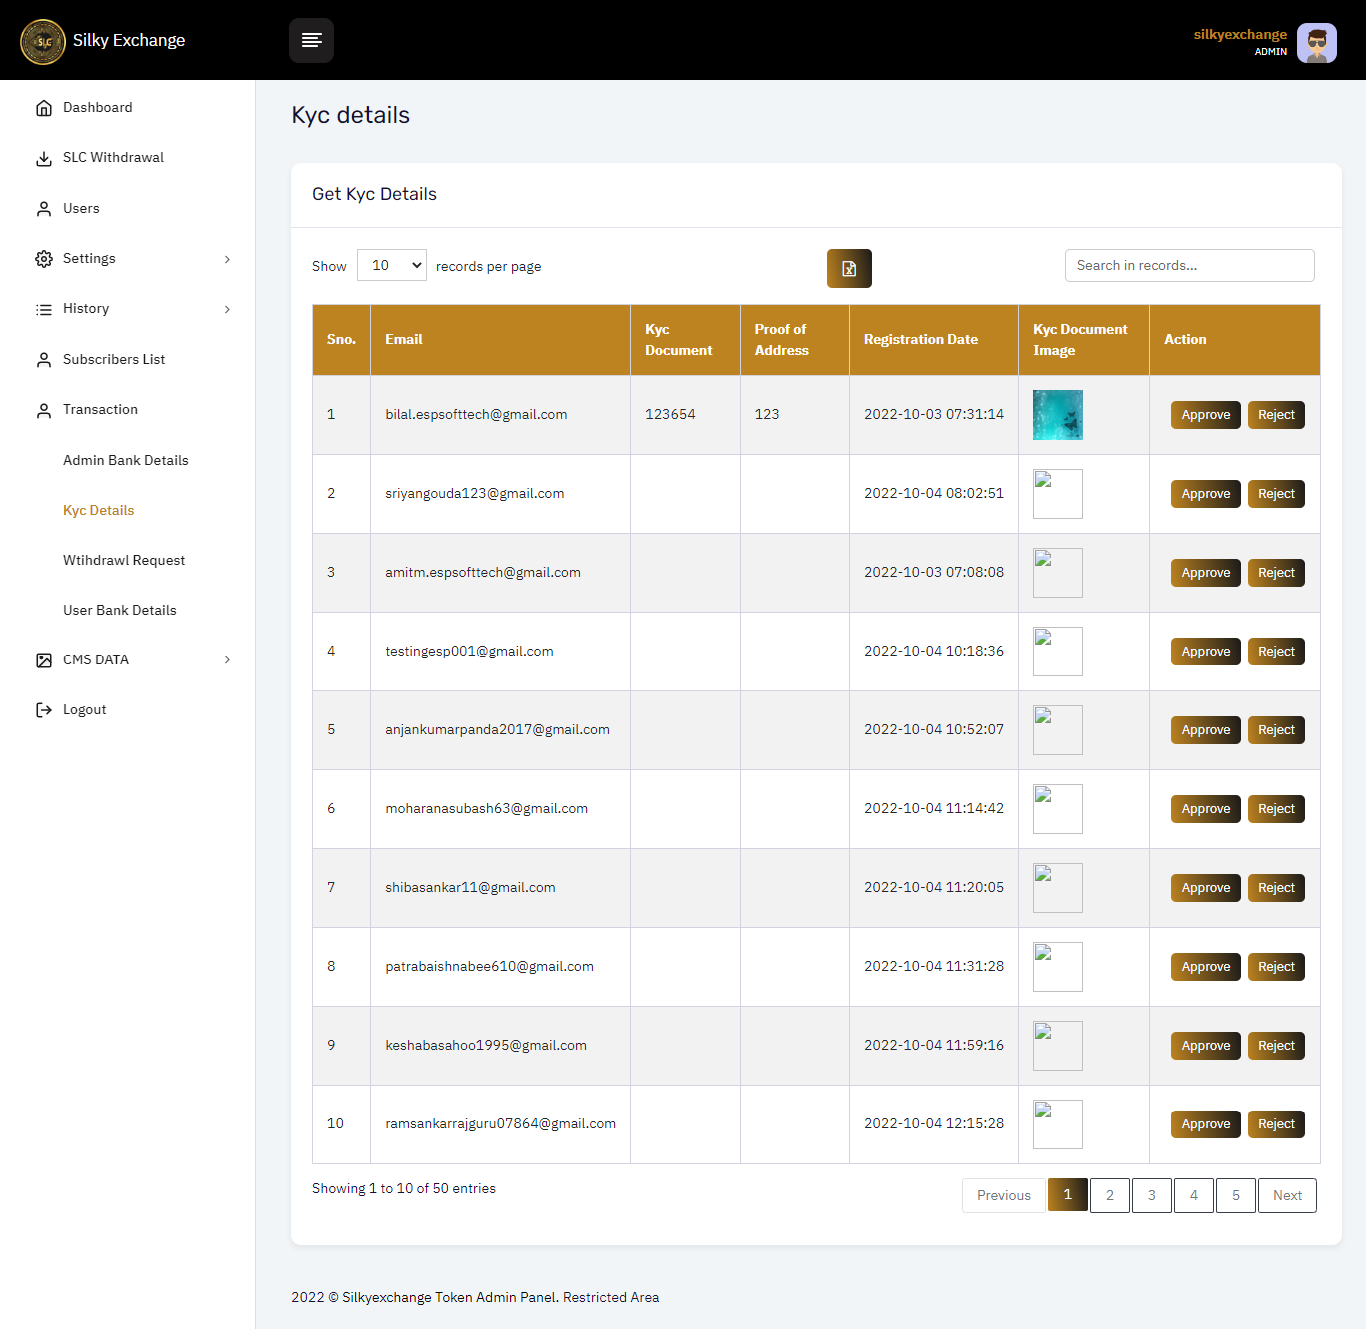 Silky Exchange
silkyexchange
ADMIN
Dashboard
SLC Withdrawal
Users
Settings
History
Subscribers List
Transaction
Admin Bank Details
Kyc Details
Wtihdrawl Request
User Bank Details
CMS DATA
Logout
Kyc details
Get Kyc Details
Show 10 records per page
Search in records...
Sno. Email Kyc Document Proof of Address Registration Date Kyc Document Image Action
1 bilal.espsofttech@gmail.com 123654 123 2022-10-03 07:31:14 Approve Reject
2 sriyangouda123@gmail.com 2022-10-04 08:02:51 Approve Reject
3 amitm.espsofttech@gmail.com 2022-10-03 07:08:08 Approve Reject
4 testingesp001@gmail.com 2022-10-04 10:18:36 Approve Reject
5 anjankumarpanda2017@gmail.com 2022-10-04 10:52:07 Approve Reject
6 moharanasubash63@gmail.com 2022-10-04 11:14:42 Approve Reject
7 shibasankar11@gmail.com 2022-10-04 11:20:05 Approve Reject
8 patrabaishnabee610@gmail.com 2022-10-04 11:31:28 Approve Reject
9 keshabasahoo1995@gmail.com 2022-10-04 11:59:16 Approve Reject
10 ramsankarrajguru07864@gmail.com 2022-10-04 12:15:28 Approve Reject
Showing 1 to 10 of 50 entries
Previous 1 2 3 4 5 Next
2022 © Silkyexchange Token Admin Panel. Restricted Area